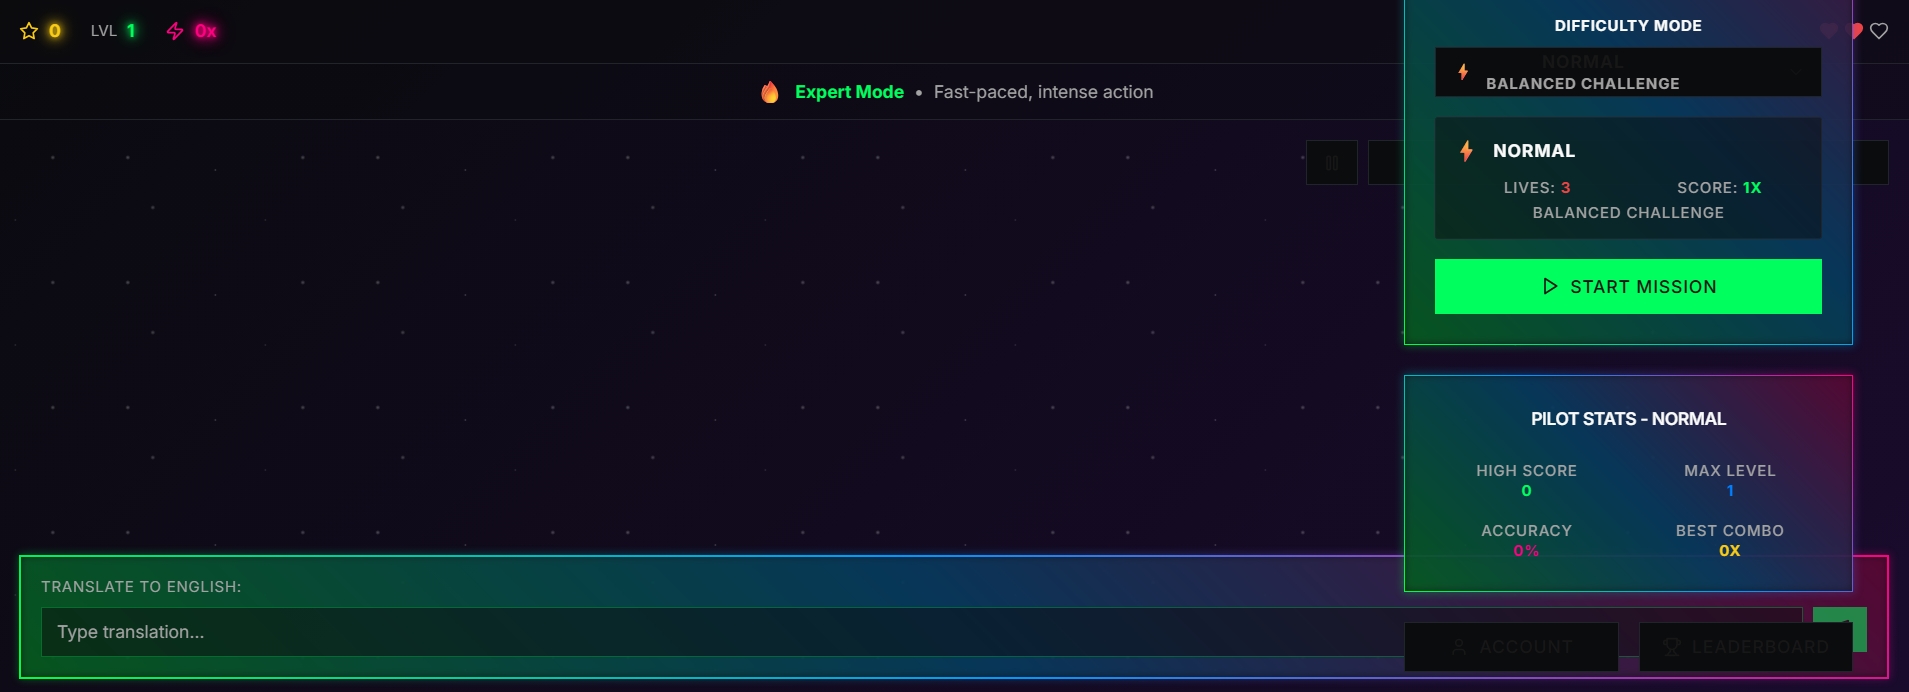 0 LVL 1 0x
DIFFICULTY MODE
NORMAL
BALANCED CHALLENGE
Expert Mode • Fast-paced, intense action
NORMAL
LIVES: 3 SCORE: 1X
BALANCED CHALLENGE
START MISSION
PILOT STATS - NORMAL
HIGH SCORE MAX LEVEL
0 1
ACCURACY BEST COMBO
0% 0X
TRANSLATE TO ENGLISH:
Type translation...
ACCOUNT LEADERBOARD